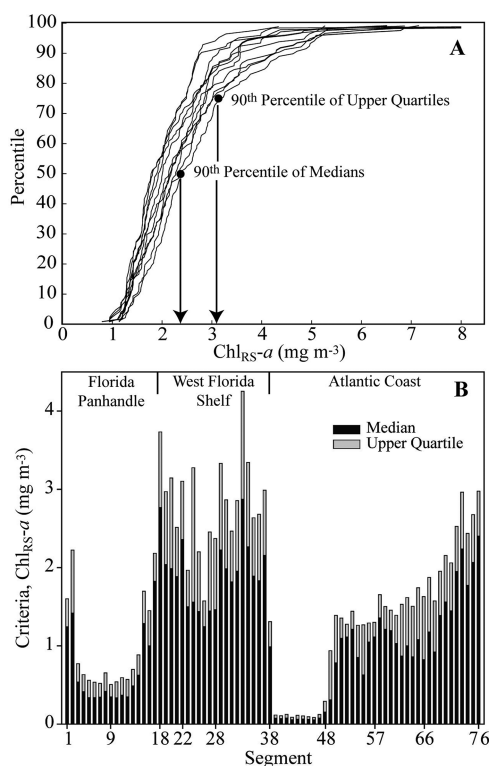 100
90
80
70
60
50
40
30
20
10
0
Percentile
A
90th Percentile of Upper Quartiles
90th Percentile of Medians
0 1 2 3 4 5 6 7 8
ChlRS-a (mg m-3)
Florida Panhandle
West Florida Shelf
Atlantic Coast
B
Median
Upper Quartile
4
3
2
1
0
Criteria, ChlRS-a (mg m-3)
1 9 18 22 28 38 48 57 67 76
Segment